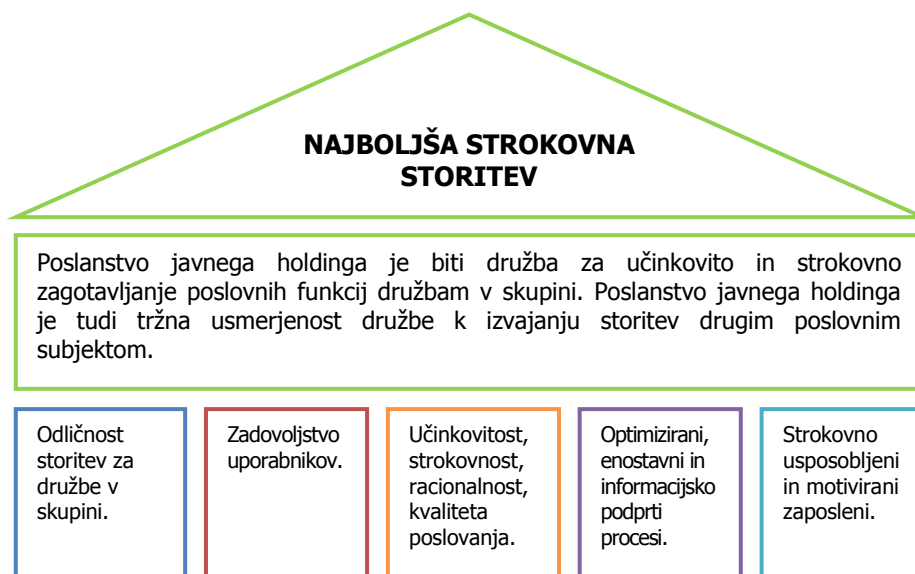 NAJBOLJŠA STROKOVNA
STORITEV
Poslanstvo javnega holdinga je biti družba za učinkovito in strokovno
zagotavljanje poslovnih funkcij družbam v skupini. Poslanstvo javnega holdinga
je tudi tržna usmerjenost družbe k izvajanju storitev drugim poslovnim
subjektom.
Odličnost
storitev za
družbe v
skupini.
Zadovoljstvo
uporabnikov.
Učinkovitost,
strokovnost,
racionalnost,
kvaliteta
poslovanja.
Optimizirani,
enostavni in
informacijsko
podprti
procesi.
Strokovno
usposobljeni
in motivirani
zaposleni.